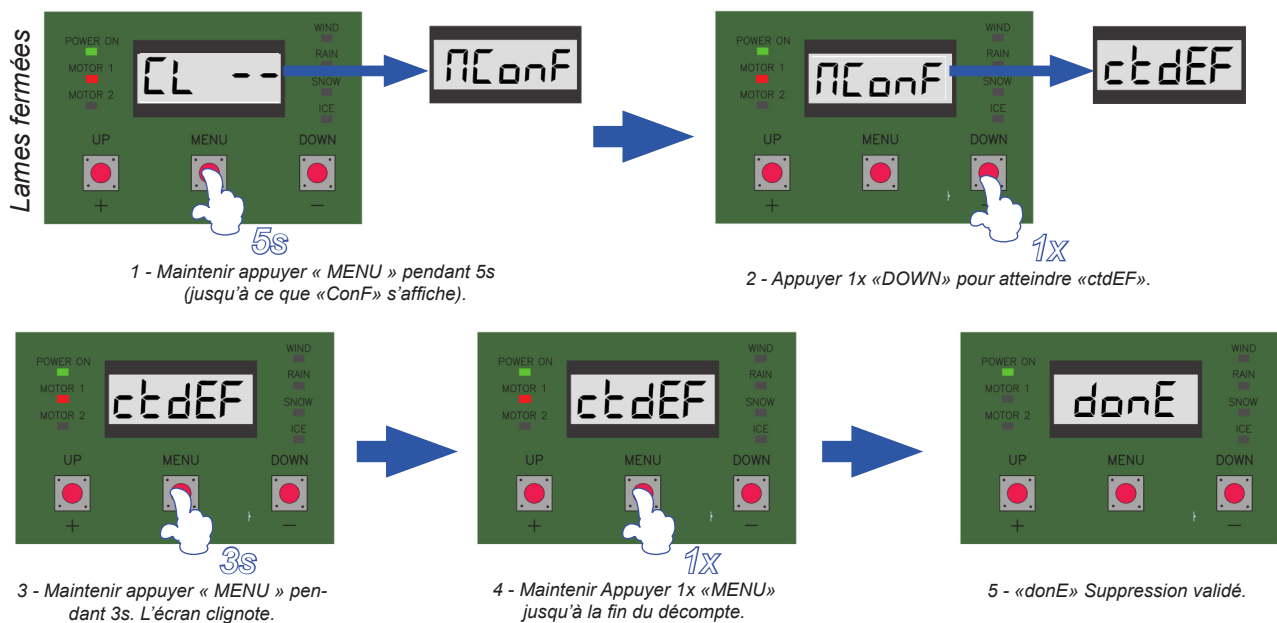 Lames fermées
POWER ON
MOTOR 1
MOTOR 2
CL --
WIND
RAIN
SNOW
ICE
UP
MENU
DOWN
+
−
5s
MConF
1 - Maintenir appuyer « MENU » pendant 5s
(jusqu'à ce que «ConF» s'affiche).
POWER ON
MOTOR 1
MOTOR 2
MConF
WIND
RAIN
SNOW
ICE
UP
MENU
DOWN
+
1x
ctdEF
2 - Appuyer 1x «DOWN» pour atteindre «ctdEF».
POWER ON
MOTOR 1
MOTOR 2
ctdEF
WIND
RAIN
SNOW
ICE
UP
MENU
DOWN
+
−
3s
3 - Maintenir appuyer « MENU » pen-
dant 3s. L'écran clignote.
POWER ON
MOTOR 1
MOTOR 2
ctdEF
WIND
RAIN
SNOW
ICE
UP
MENU
DOWN
+
−
1x
4 - Maintenir Appuyer 1x «MENU»
jusqu'à la fin du décompte.
POWER ON
MOTOR 1
MOTOR 2
donE
WIND
RAIN
SNOW
ICE
UP
MENU
DOWN
+
−
5 - «donE» Suppression validé.